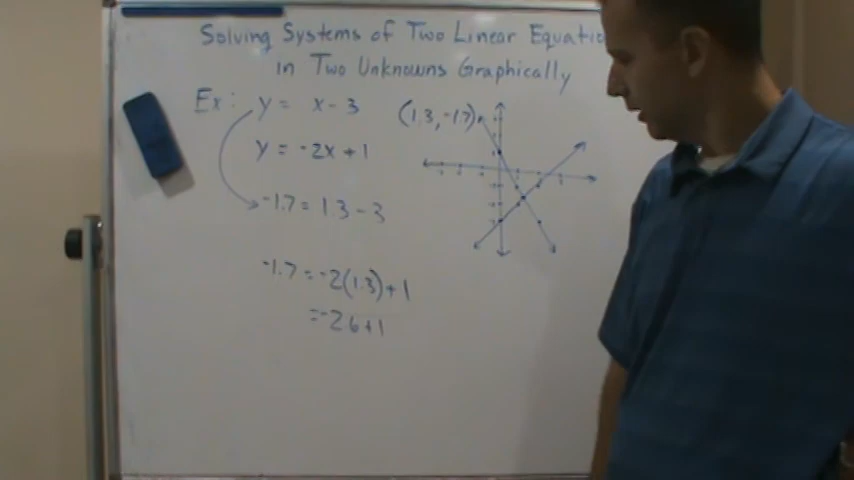 Solving Systems of Two Linear Equatio
in Two Unknowns Graphically
Ex: y = x - 3
(1.3, -1.7)
y = -2x + 1
-1.7 = 1.3 - 3
-1.7 = -2(1.3) + 1
= -2.6 + 1